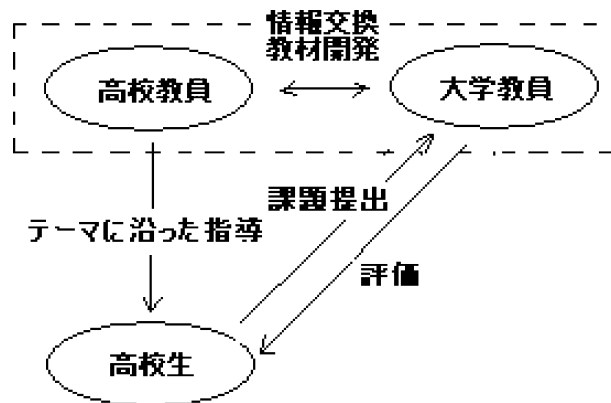 情報交換
教材開発
高校教員
大学教員
課題提出
テーマに沿った指導
評価
高校生